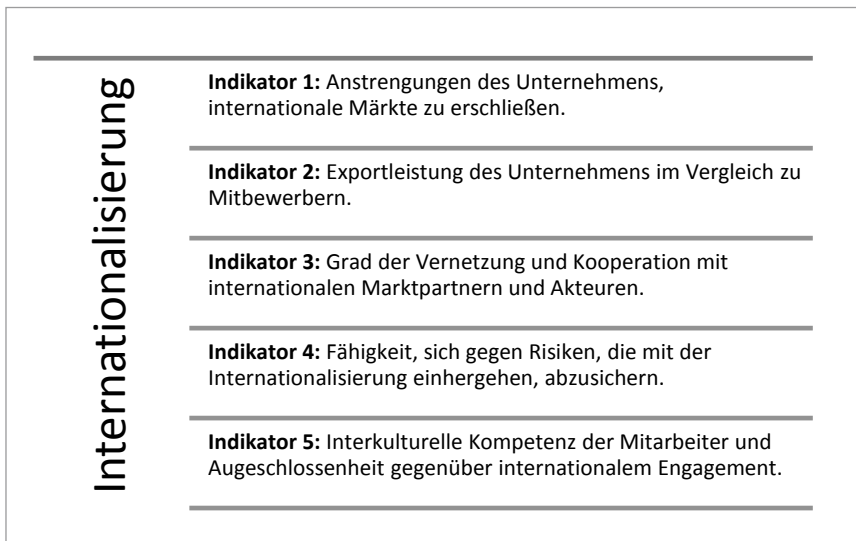 Internationalisierung
Indikator 1: Anstrengungen des Unternehmens,
internationale Märkte zu erschließen.
Indikator 2: Exportleistung des Unternehmens im Vergleich zu
Mitbewerbern.
Indikator 3: Grad der Vernetzung und Kooperation mit
internationalen Marktpartnern und Akteuren.
Indikator 4: Fähigkeit, sich gegen Risiken, die mit der
Internationalisierung einhergehen, abzusichern.
Indikator 5: Interkulturelle Kompetenz der Mitarbeiter und
Augeschlossenheit gegenüber internationalem Engagement.